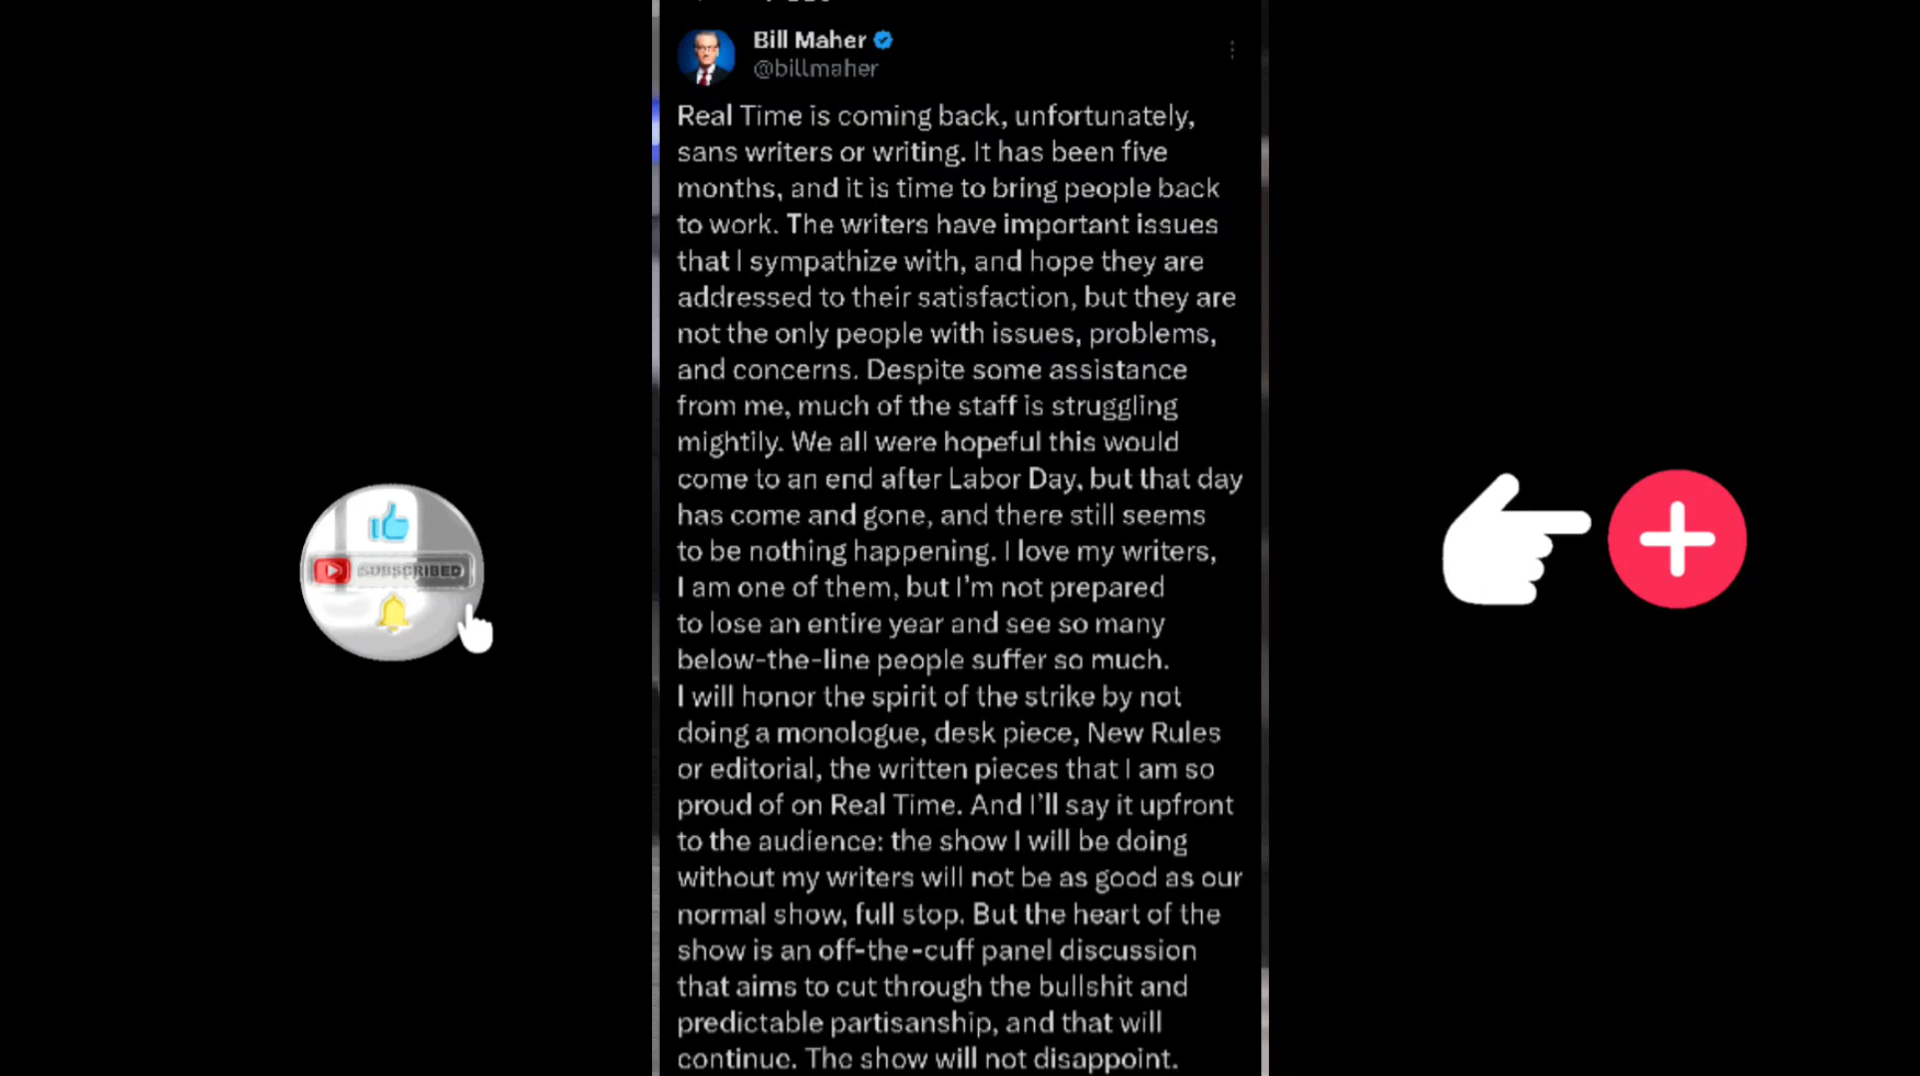 Bill Maher
@billmaher
Real Time is coming back, unfortunately,
sans writers or writing. It has been five
months, and it is time to bring people back
to work. The writers have important issues
that I sympathize with, and hope they are
addressed to their satisfaction, but they are
not the only people with issues, problems,
and concerns. Despite some assistance
from me, much of the staff is struggling
mightily. We all were hopeful this would
come to an end after Labor Day, but that day
has come and gone, and there still seems
to be nothing happening. I love my writers,
I am one of them, but I'm not prepared
to lose an entire year and see so many
below-the-line people suffer so much.
I will honor the spirit of the strike by not
doing a monologue, desk piece, New Rules
or editorial, the written pieces that I am so
proud of on Real Time. And I'll say it upfront
to the audience: the show I will be doing
without my writers will not be as good as our
normal show, full stop. But the heart of the
show is an off-the-cuff panel discussion
that aims to cut through the bullshit and
predictable partisanship, and that will
continue. The show will not disappoint.
SUBSCRIBED